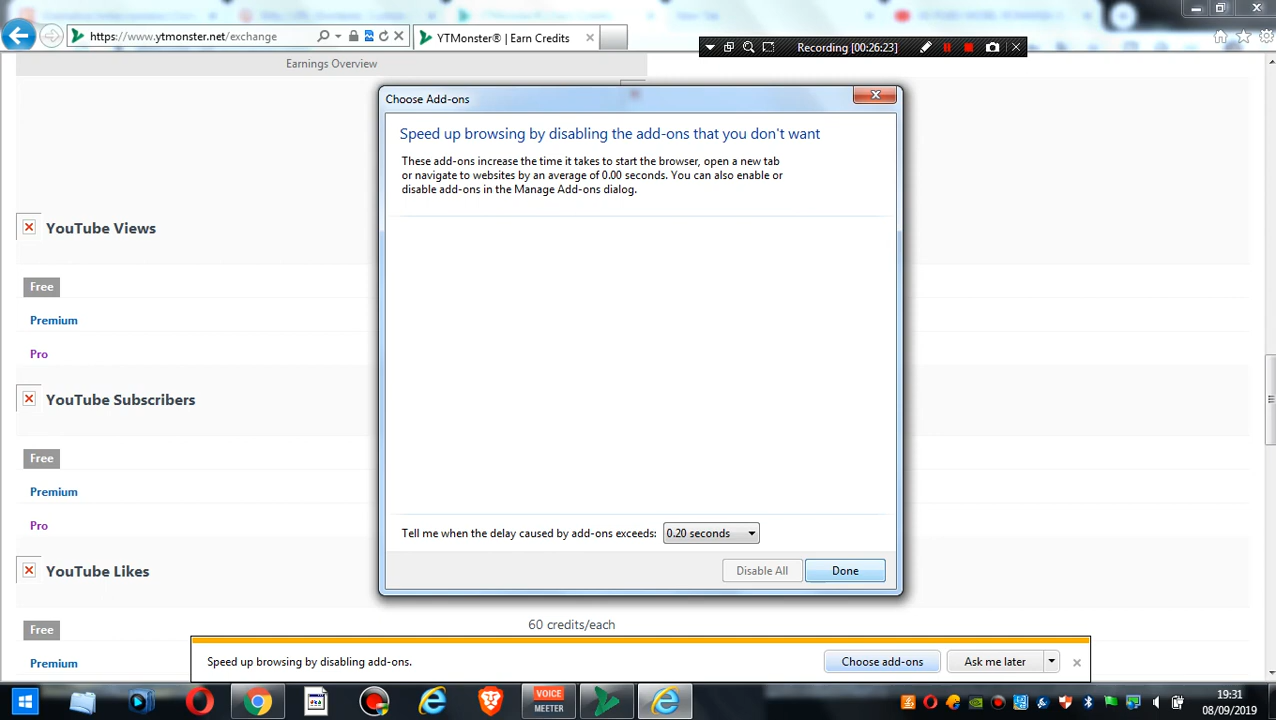 https://www.ytmonster.net/exchange
YTMonster® | Earn Credits
Recording [00:26:23]
Earnings Overview
Choose Add-ons
Speed up browsing by disabling the add-ons that you don't want
These add-ons increase the time it takes to start the browser, open a new tab
or navigate to websites by an average of 0.00 seconds. You can also enable or
disable add-ons in the Manage Add-ons dialog.
YouTube Views
Free
Premium
Pro
YouTube Subscribers
Free
Premium
Pro
Tell me when the delay caused by add-ons exceeds: 0.20 seconds
Disable All
Done
YouTube Likes
60 credits/each
Free
Premium
Speed up browsing by disabling add-ons.
Choose add-ons
Ask me later
VOICE
MEETER
19:31
08/09/2019